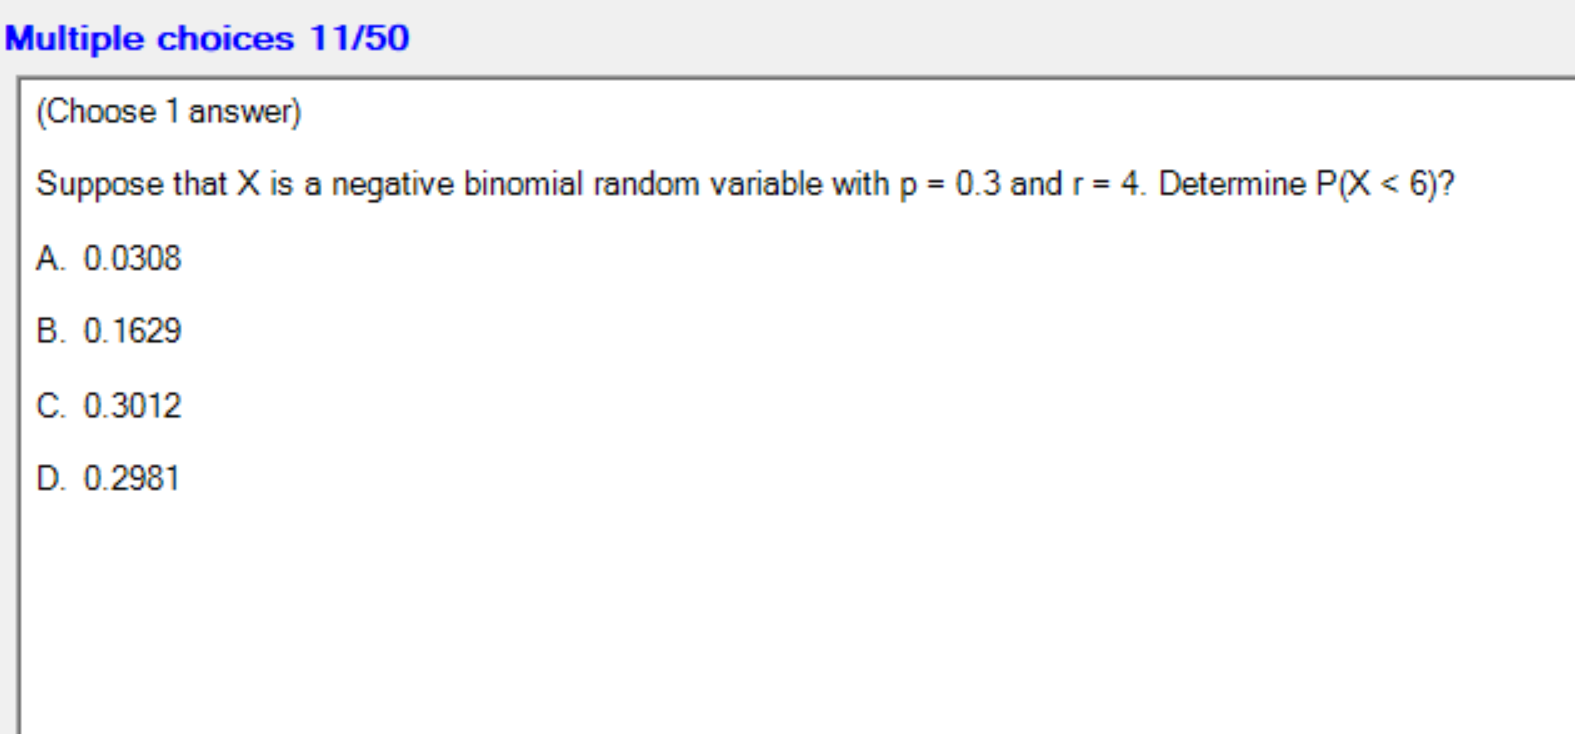 Multiple choices 11/50
(Choose 1 answer)
Suppose that X is a negative binomial random variable with p = 0.3 and r = 4. Determine P(X < 6)?
A. 0.0308
B. 0.1629
C. 0.3012
D. 0.2981